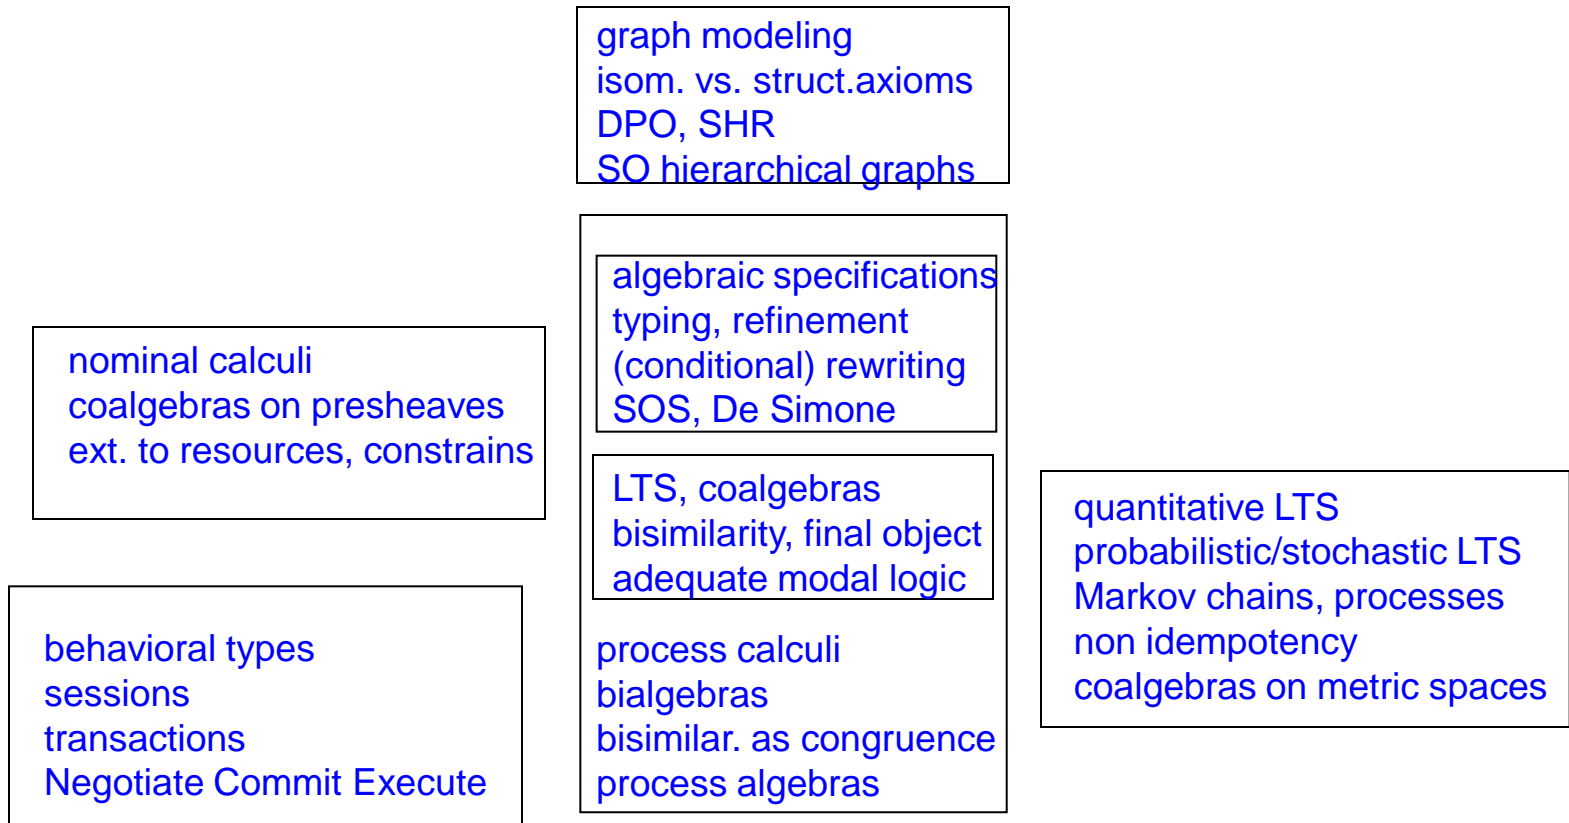 graph modeling
isom. vs. struct.axioms
DPO, SHR
SO hierarchical graphs
algebraic specifications
typing, refinement
(conditional) rewriting
SOS, De Simone
nominal calculi
coalgebras on presheaves
ext. to resources, constrains
LTS, coalgebras
bisimilarity, final object
adequate modal logic
quantitative LTS
probabilistic/stochastic LTS
Markov chains, processes
non idempotency
coalgebras on metric spaces
behavioral types
sessions
transactions
Negotiate Commit Execute
process calculi
bialgebras
bisimilar. as congruence
process algebras